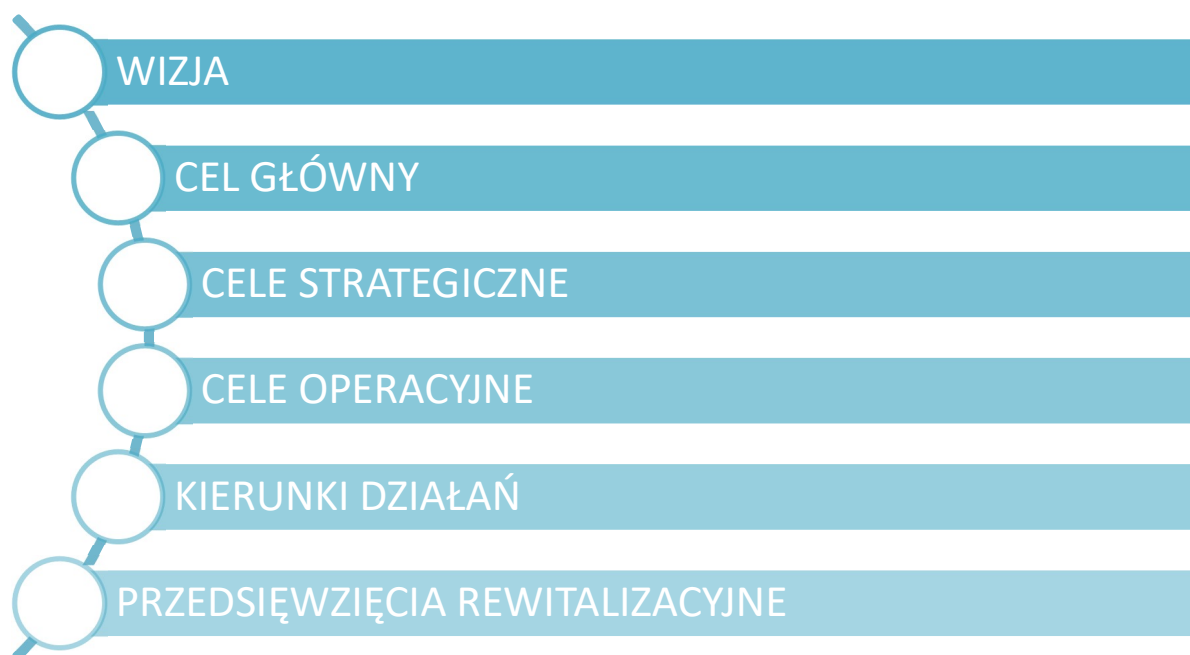 WIZJA
CEL GŁÓWNY
CELE STRATEGICZNE
CELE OPERACYJNE
KIERUNKI DZIAŁAŃ
PRZEDSIĘWZIĘCIA REWITALIZACYJNE